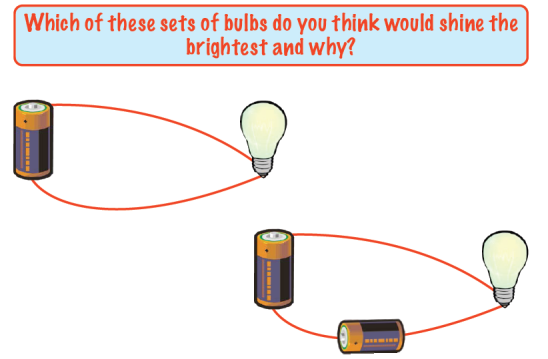 Which of these sets of bulbs do you think would shine the
brightest and why?